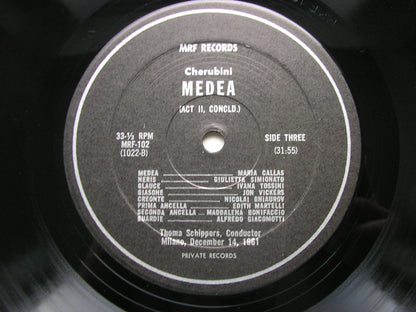 MRF RECORDS
Cherubini
MEDEA
(ACT II, CONCLD.)
33-⅓ RPM
MRF-102
(1022-B)
SIDE THREE
(31:55)
MEDEA MARIA CALLAS
NERIS GIULIETTA SIMIONATO
GLAUCE IVANA TOSSINI
GIASONE JON VICKERS
CREONTE NICOLAI GHIAUROV
PRIMA ANCELLA EDITH MARTELLI
SECONDA ANCELLA MADDALENA BONIFACCIO
GUARDIE ALFREDO GIACOMOTTI
Thoma Schippers, Conductor
Milano, December 14, 1961
PRIVATE RECORDS